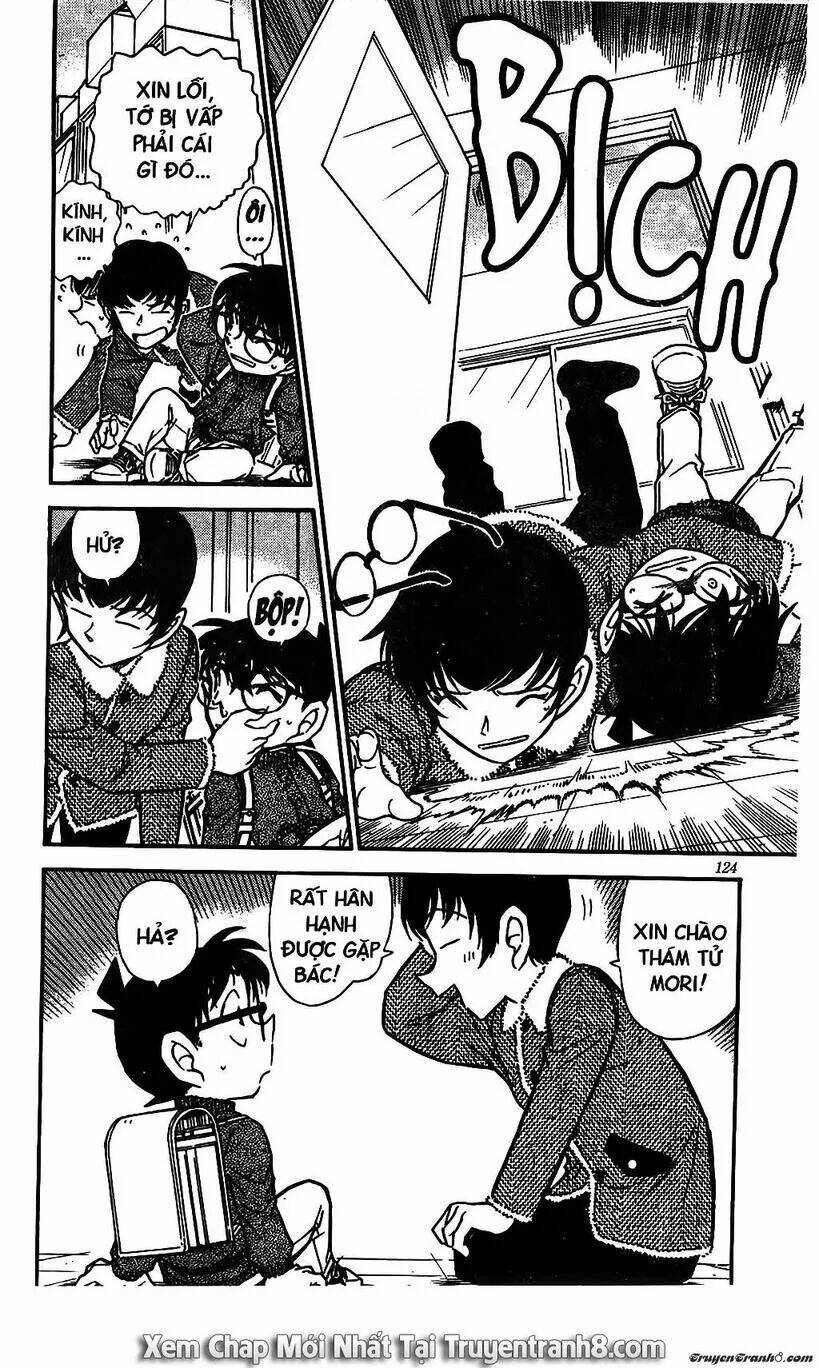 BỊCH
XIN LỖI,
TỚ BỊ VẤP
PHẢI CÁI
GÌ ĐÓ...
ÔI
...
KÍNH,
KÍNH
...
BỘP!
HỬ?
124
XIN CHÀO
THÁM TỬ
MORI!
RẤT HÂN
HẠNH
ĐƯỢC GẶP
BÁC!
HẢ?
Xem Chap Mới Nhất Tại Truyentranh8.com
TruyenTranh8.com